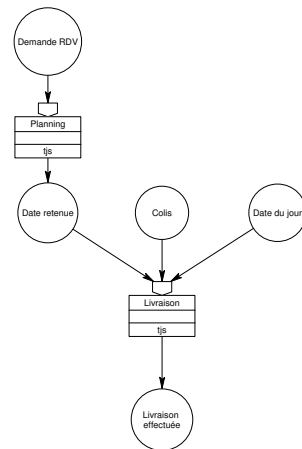 Demande RDV
Planning
tjs
Date retenue
Colis
Date du jour
Livraison
tjs
Livraison
effectuée